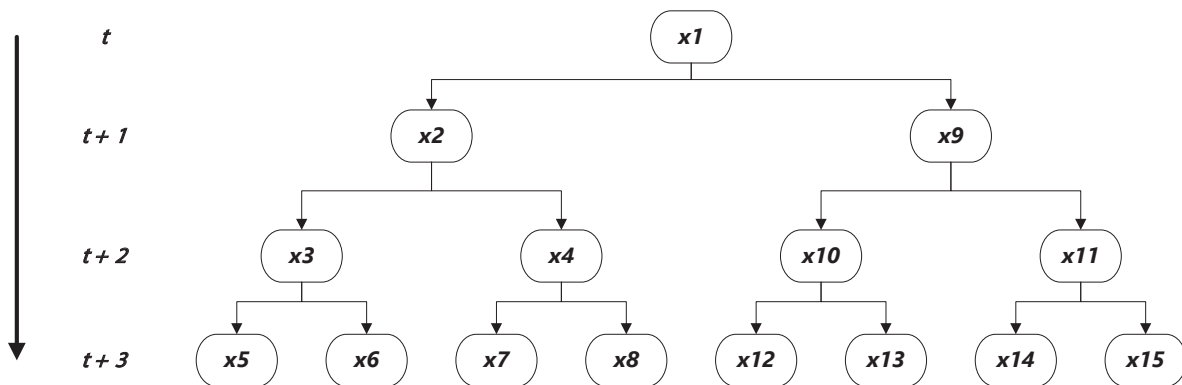 t x1
t + 1 x2 x9
t + 2 x3 x4 x10 x11
t + 3 x5 x6 x7 x8 x12 x13 x14 x15